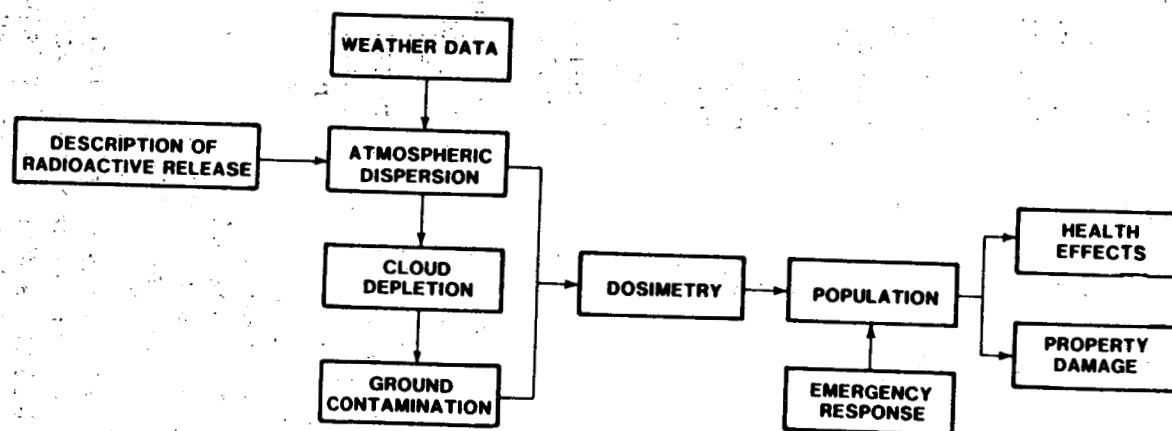 WEATHER DATA
DESCRIPTION OF
RADIOACTIVE RELEASE
ATMOSPHERIC
DISPERSION
CLOUD
DEPLETION
GROUND
CONTAMINATION
DOSIMETRY
POPULATION
EMERGENCY
RESPONSE
HEALTH
EFFECTS
PROPERTY
DAMAGE